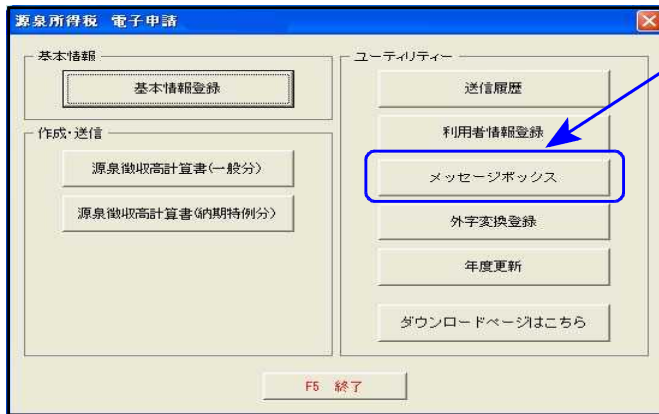 源泉所得税 電子申請
基本情報
基本情報登録
作成・送信
源泉徴収高計算書(一般分)
源泉徴収高計算書(納期特例分)
ユーティリティー
送信履歴
利用者情報登録
メッセージボックス
外字変換登録
年度更新
ダウンロードページはこちら
F5 終了